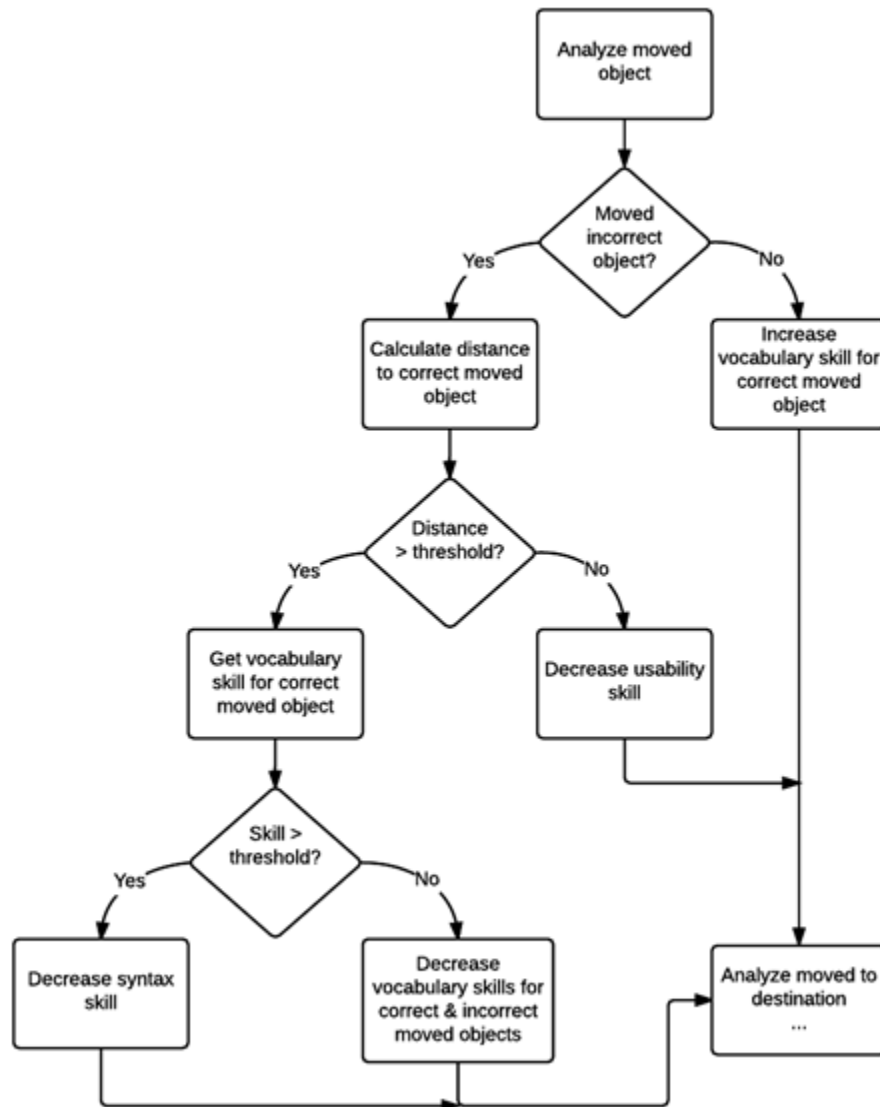 Analyze moved
object
Moved
incorrect
object?
Yes
No
Calculate distance
to correct moved
object
Increase
vocabulary skill for
correct moved
object
Distance
> threshold?
Yes
No
Get vocabulary
skill for correct
moved object
Decrease usability
skill
Skill >
threshold?
Yes
No
Decrease syntax
skill
Decrease
vocabulary skills for
correct & incorrect
moved objects
Analyze moved to
destination
...